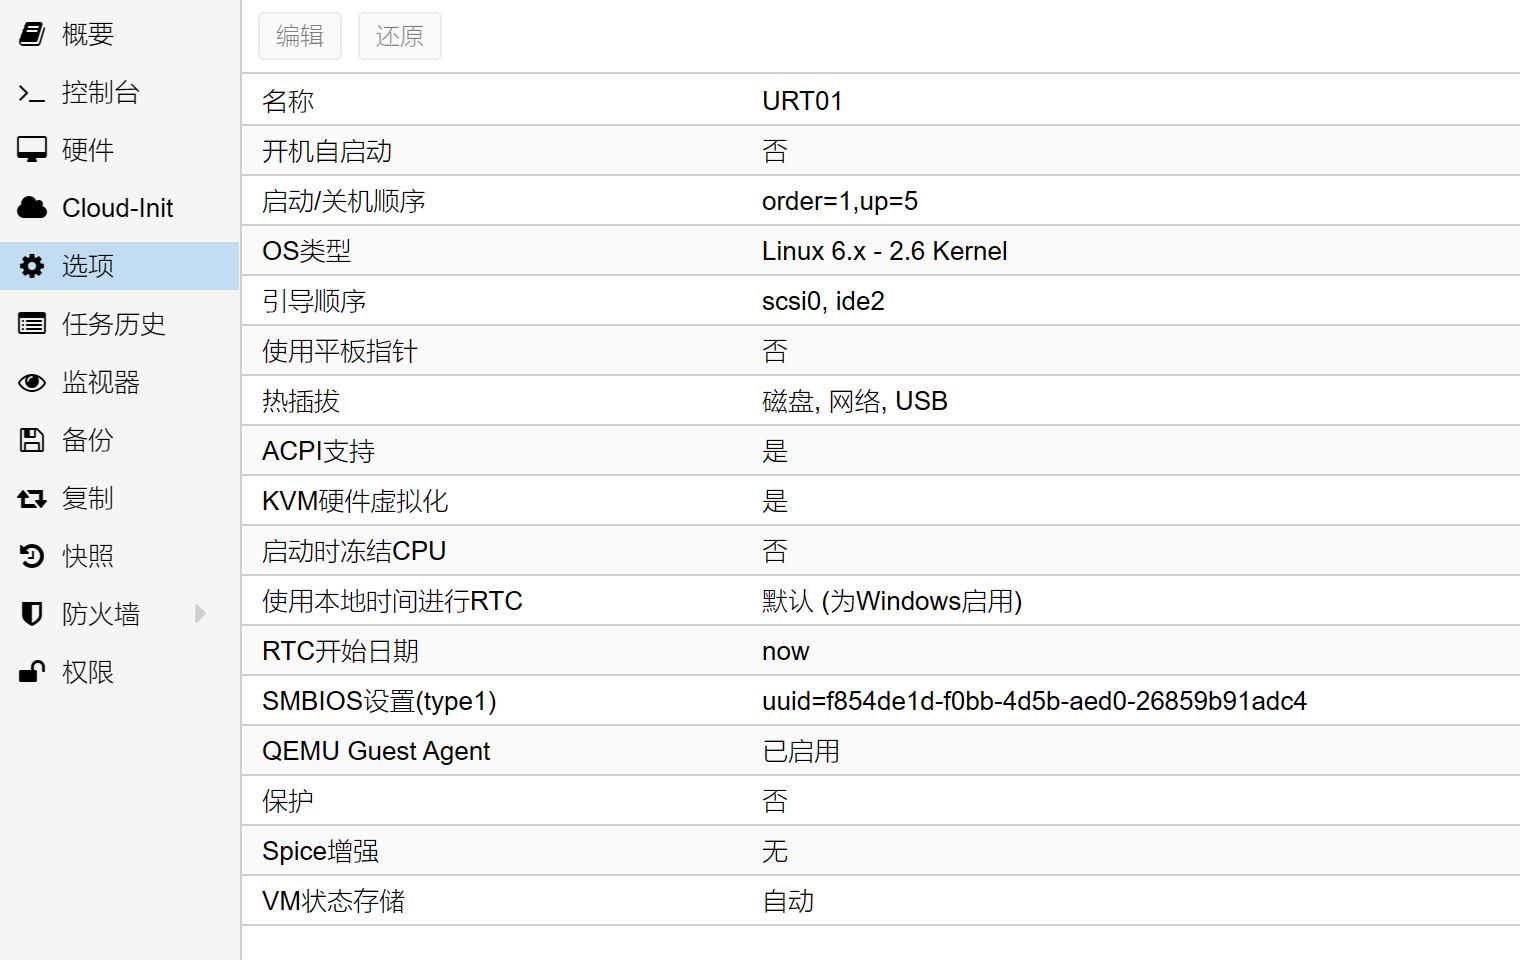 概要
控制台
硬件
Cloud-Init
选项
任务历史
监视器
备份
复制
快照
防火墙
权限
编辑 还原
名称 URT01
开机自启动 否
启动/关机顺序 order=1,up=5
OS类型 Linux 6.x - 2.6 Kernel
引导顺序 scsi0, ide2
使用平板指针 否
热插拔 磁盘, 网络, USB
ACPI支持 是
KVM硬件虚拟化 是
启动时冻结CPU 否
使用本地时间进行RTC 默认 (为Windows启用)
RTC开始日期 now
SMBIOS设置(type1) uuid=f854de1d-f0bb-4d5b-aed0-26859b91adc4
QEMU Guest Agent 已启用
保护 否
Spice增强 无
VM状态存储 自动